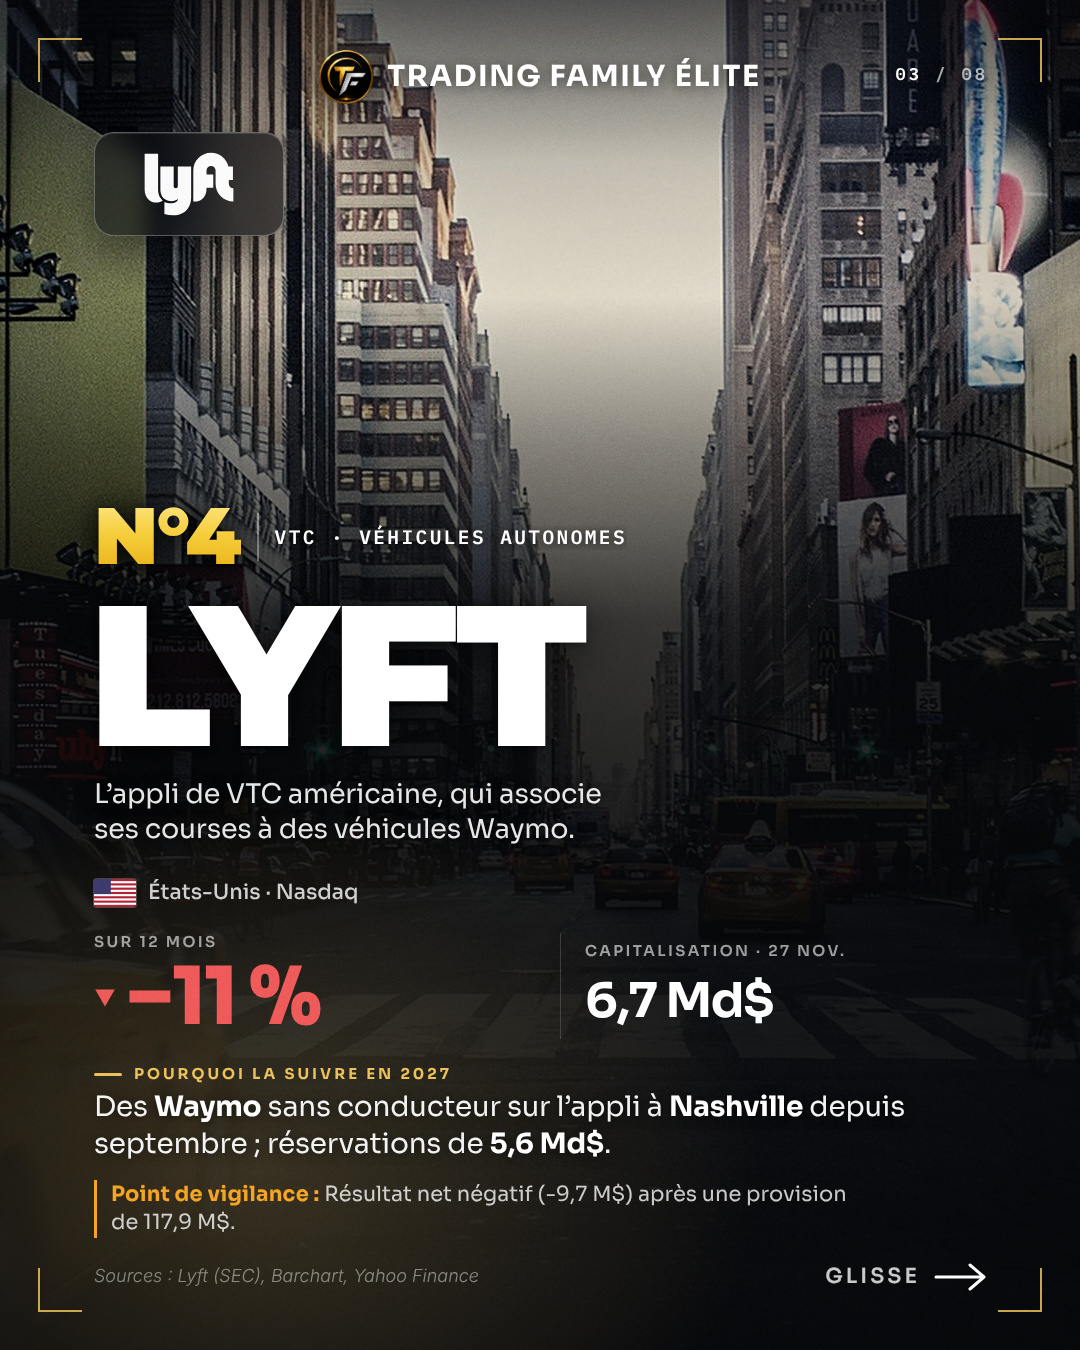 TRADING FAMILY ÉLITE
03 / 08
lyft
N°4
VTC · VÉHICULES AUTONOMES
LYFT
L’appli de VTC américaine, qui associe
ses courses à des véhicules Waymo.
États-Unis · Nasdaq
SUR 12 MOIS
▼ −11 %
CAPITALISATION · 27 NOV.
6,7 Md$
POURQUOI LA SUIVRE EN 2027
Des Waymo sans conducteur sur l’appli à Nashville depuis
septembre ; réservations de 5,6 Md$.
Point de vigilance : Résultat net négatif (-9,7 M$) après une provision
de 117,9 M$.
Sources : Lyft (SEC), Barchart, Yahoo Finance
GLISSE
Tuesday
25